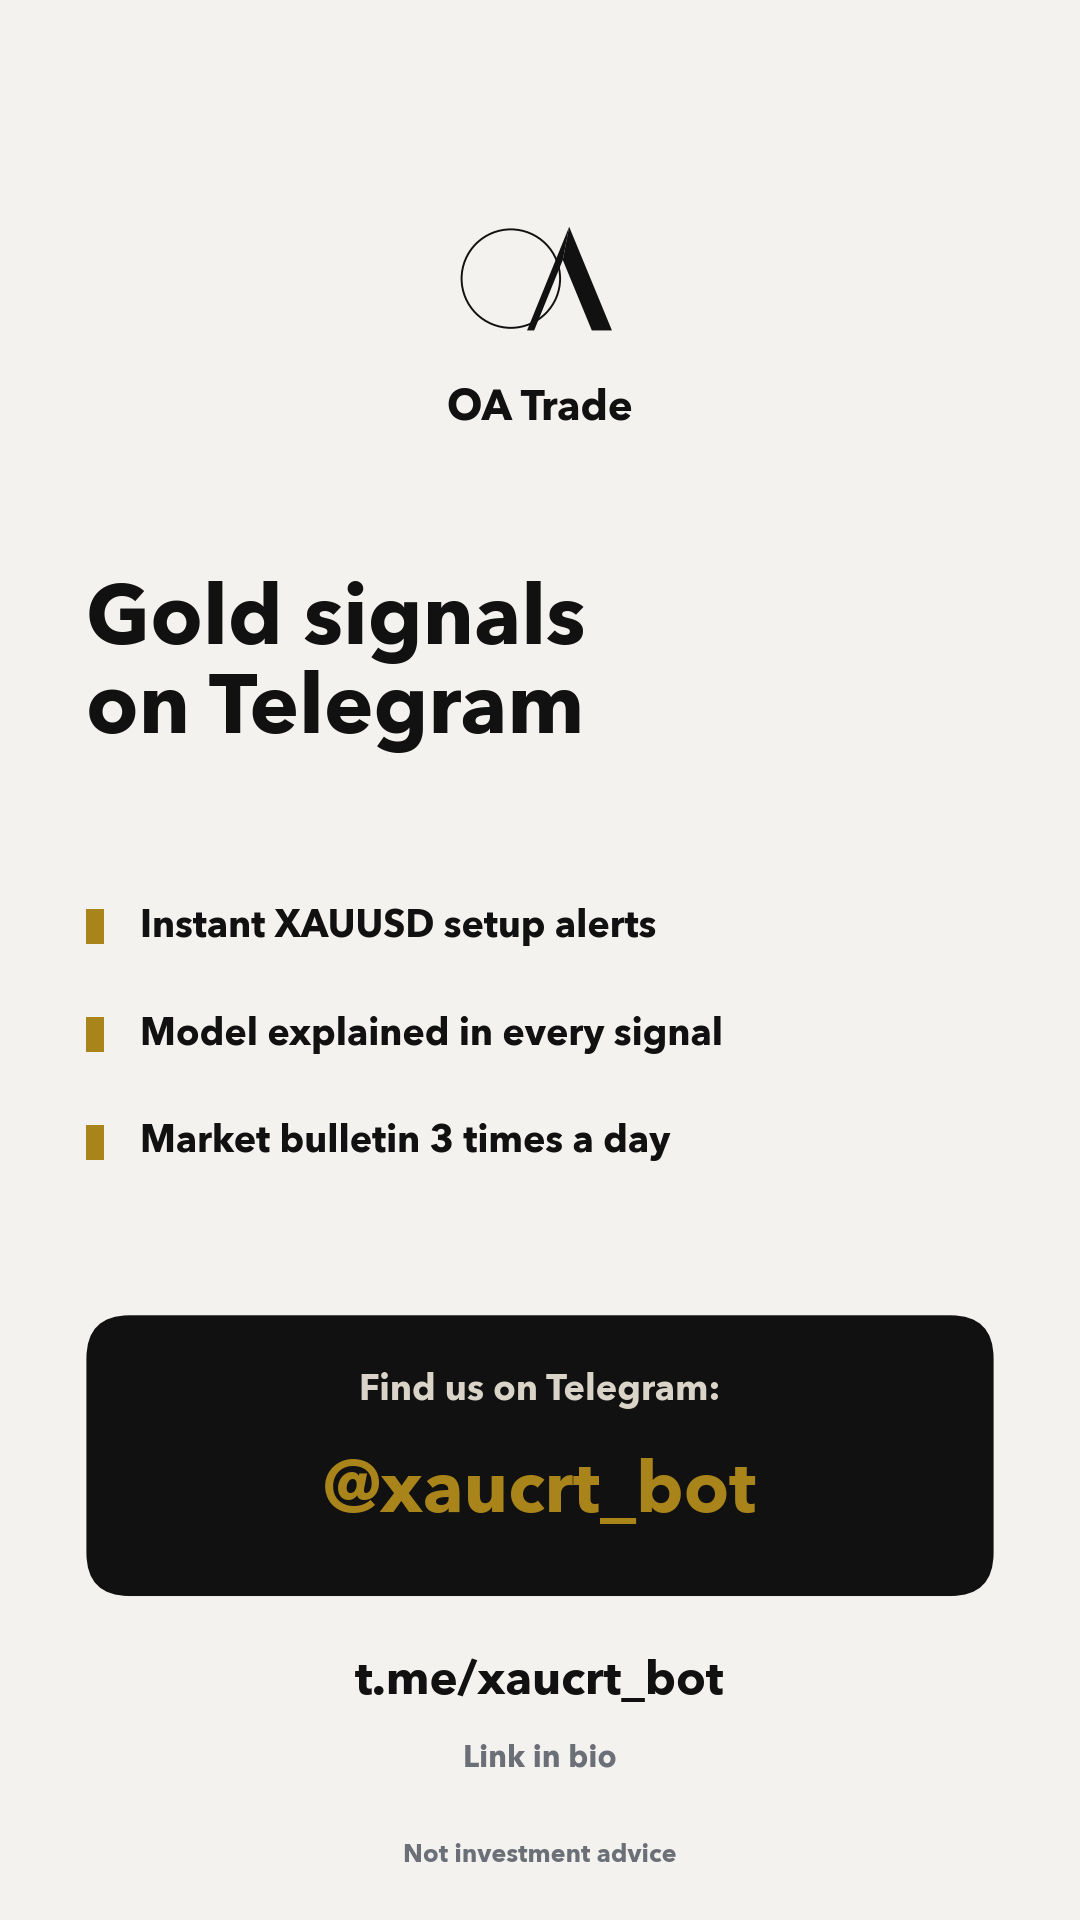 OA
OA Trade
Gold signals
on Telegram
Instant XAUUSD setup alerts
Model explained in every signal
Market bulletin 3 times a day
Find us on Telegram:
@xaucrt_bot
t.me/xaucrt_bot
Link in bio
Not investment advice